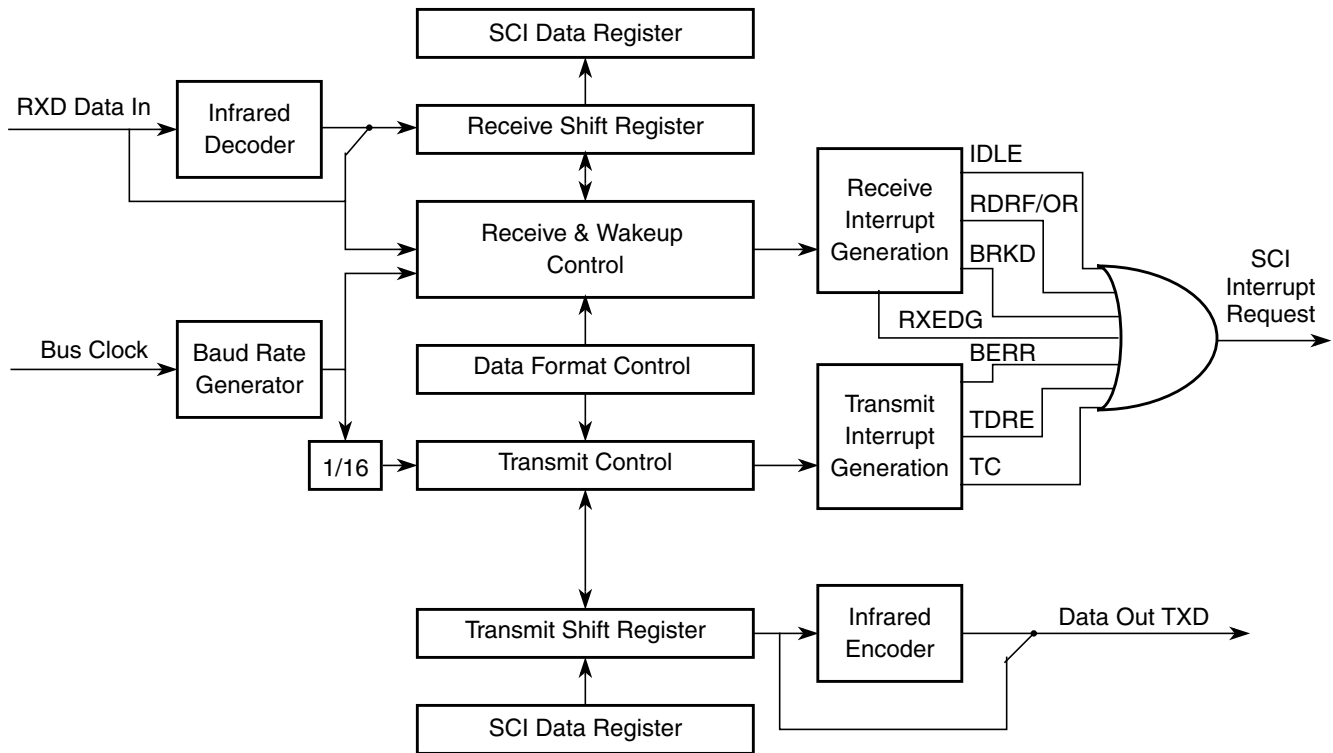 SCI Data Register
RXD Data In
Infrared
Decoder
Receive Shift Register
Receive & Wakeup
Control
Receive
Interrupt
Generation
IDLE
RDRF/OR
BRKD
RXEDG
SCI
Interrupt
Request
Bus Clock
Baud Rate
Generator
Data Format Control
BERR
Transmit
Interrupt
Generation
TDRE
TC
1/16
Transmit Control
Transmit Shift Register
Infrared
Encoder
Data Out TXD
SCI Data Register